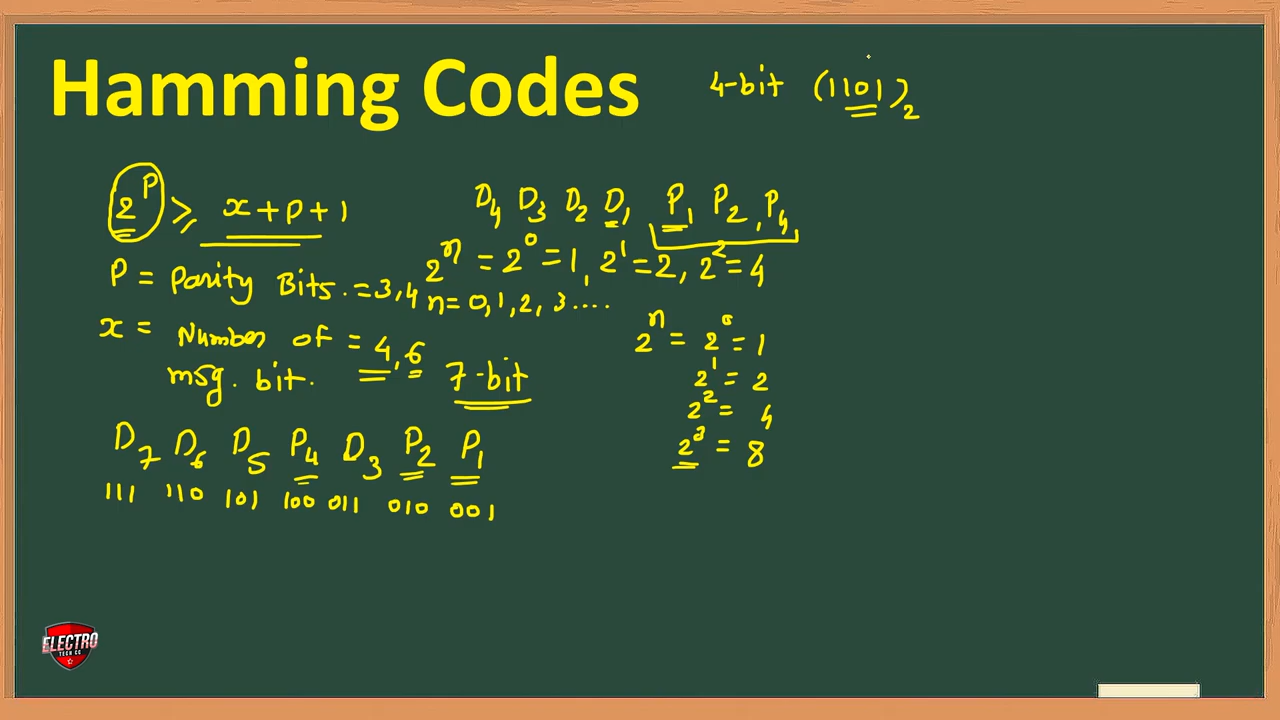 Hamming Codes
4-bit (1101)₂
2^P ≥ x + P + 1
D₄ D₃ D₂ D₁ P₁ P₂, P₄,
2ⁿ = 2⁰ = 1, 2¹ = 2, 2² = 4
P = Parity Bits. = 3,4
n = 0, 1, 2, 3....
x = Number of = 4, 6
msg. bit.
7-bit
2ⁿ = 2⁰ = 1
2¹ = 2
2² = 4
2³ = 8
D₇ D₆ D₅ P₄ D₃ P₂ P₁
111 110 101 100 011 010 001
ELECTRO
TECH CC